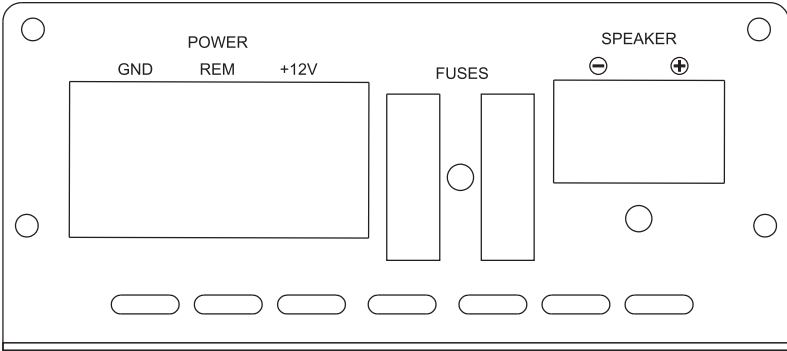 POWER
GND REM +12V
FUSES
SPEAKER
⊖ ⊕